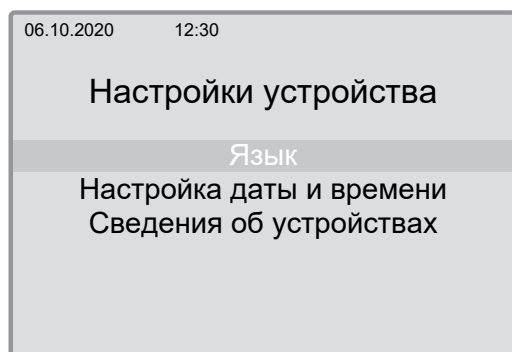 06.10.2020 12:30
Настройки устройства
Язык
Настройка даты и времени
Сведения об устройствах